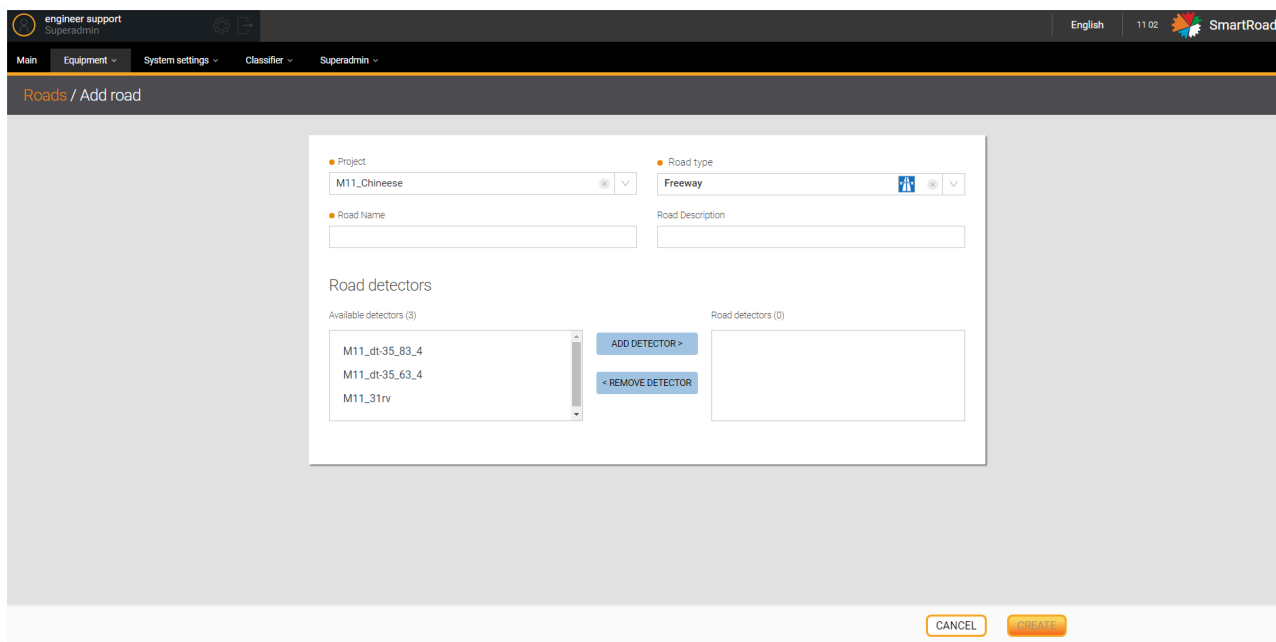 engineer support
Superadmin
English
11 02
SmartRoad
Main
Equipment
System settings
Classifier
Superadmin
Roads / Add road
Project
Road type
M11_Chineese
Freeway
Road Name
Road Description
Road detectors
Available detectors (3)
Road detectors (0)
M11_dt-35_83_4
M11_dt-35_63_4
M11_31rv
ADD DETECTOR >
< REMOVE DETECTOR
CANCEL
CREATE